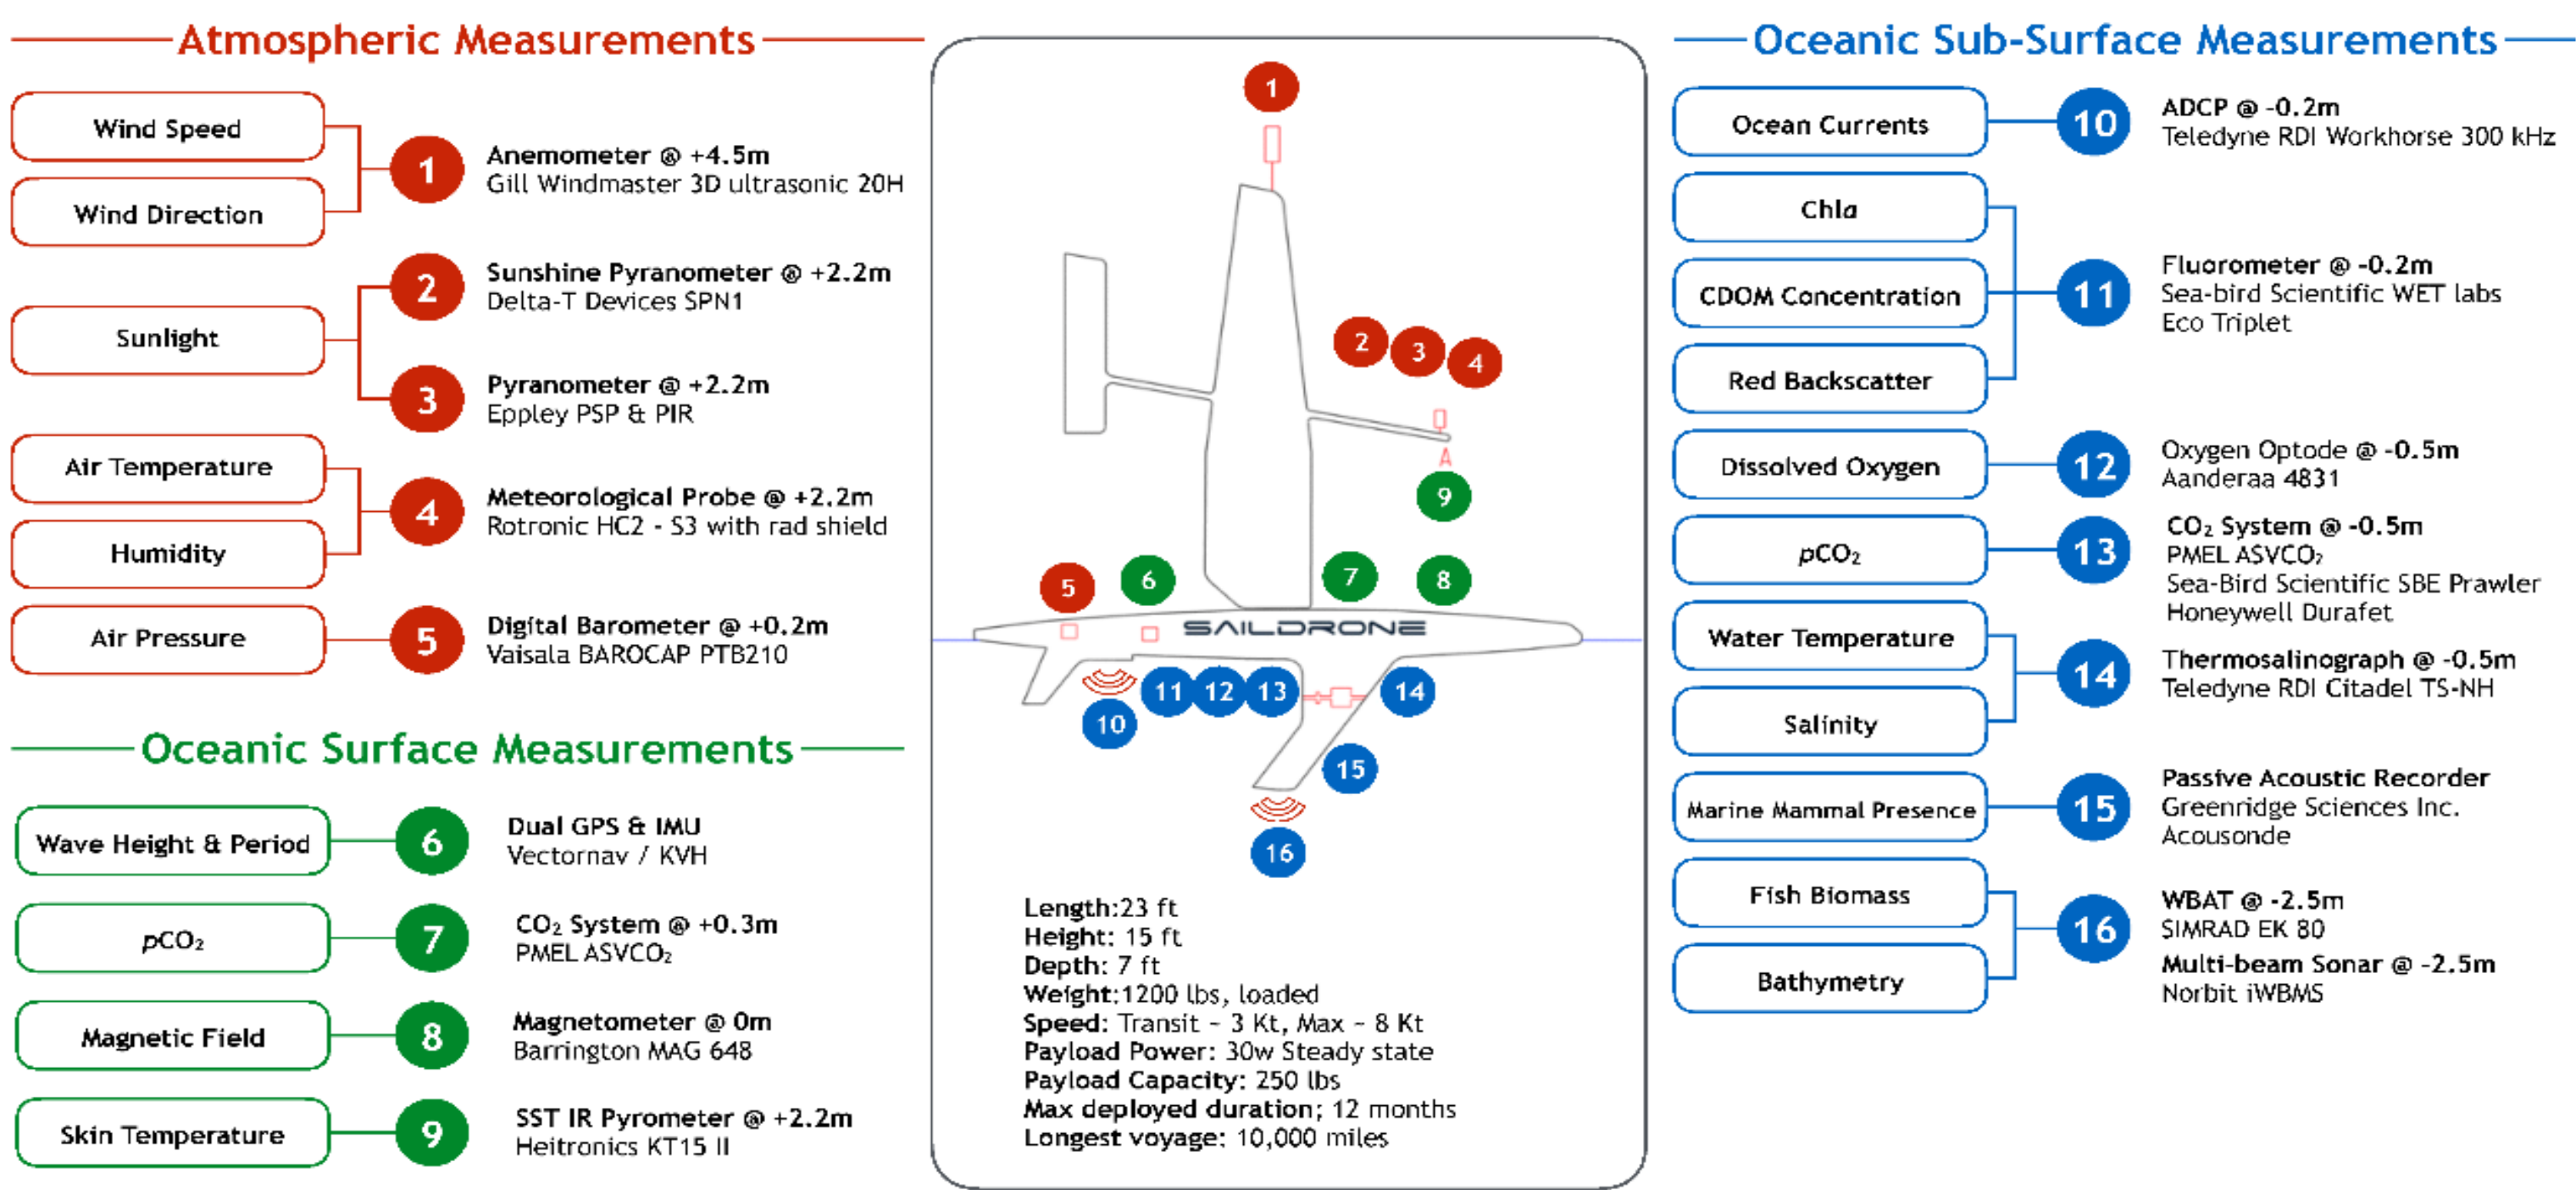 Atmospheric Measurements
Wind Speed
Wind Direction
1
Anemometer @ +4.5m
Gill Windmaster 3D ultrasonic 20H
Sunlight
2
Sunshine Pyranometer @ +2.2m
Delta-T Devices SPN1
3
Pyranometer @ +2.2m
Eppley PSP & PIR
Air Temperature
Humidity
4
Meteorological Probe @ +2.2m
Rotronic HC2 - S3 with rad shield
Air Pressure
5
Digital Barometer @ +0.2m
Vaisala BAROCAP PTB210
Oceanic Surface Measurements
Wave Height & Period
6
Dual GPS & IMU
Vectornav / KVH
pCO₂
7
CO₂ System @ +0.3m
PMEL ASVCO₂
Magnetic Field
8
Magnetometer @ 0m
Barrington MAG 648
Skin Temperature
9
SST IR Pyrometer @ +2.2m
Heitronics KT15 II
1
2 3 4
9
5 6 7 8
SAILDRONE
10 11 12 13 14
15
16
Length:23 ft
Height: 15 ft
Depth: 7 ft
Weight:1200 lbs, loaded
Speed: Transit ~ 3 Kt, Max ~ 8 Kt
Payload Power: 30w Steady state
Payload Capacity: 250 lbs
Max deployed duration; 12 months
Longest voyage: 10,000 miles
Oceanic Sub-Surface Measurements
Ocean Currents
10
ADCP @ -0.2m
Teledyne RDI Workhorse 300 kHz
Chla
CDOM Concentration
Red Backscatter
11
Fluorometer @ -0.2m
Sea-bird Scientific WET labs
Eco Triplet
Dissolved Oxygen
12
Oxygen Optode @ -0.5m
Aanderaa 4831
pCO₂
13
CO₂ System @ -0.5m
PMEL ASVCO₂
Sea-Bird Scientific SBE Prawler
Honeywell Durafet
Water Temperature
Salinity
14
Thermosalinograph @ -0.5m
Teledyne RDI Citadel TS-NH
Marine Mammal Presence
15
Passive Acoustic Recorder
Greenridge Sciences Inc.
Acousonde
Fish Biomass
Bathymetry
16
WBAT @ -2.5m
SIMRAD EK 80
Multi-beam Sonar @ -2.5m
Norbit iWBMS